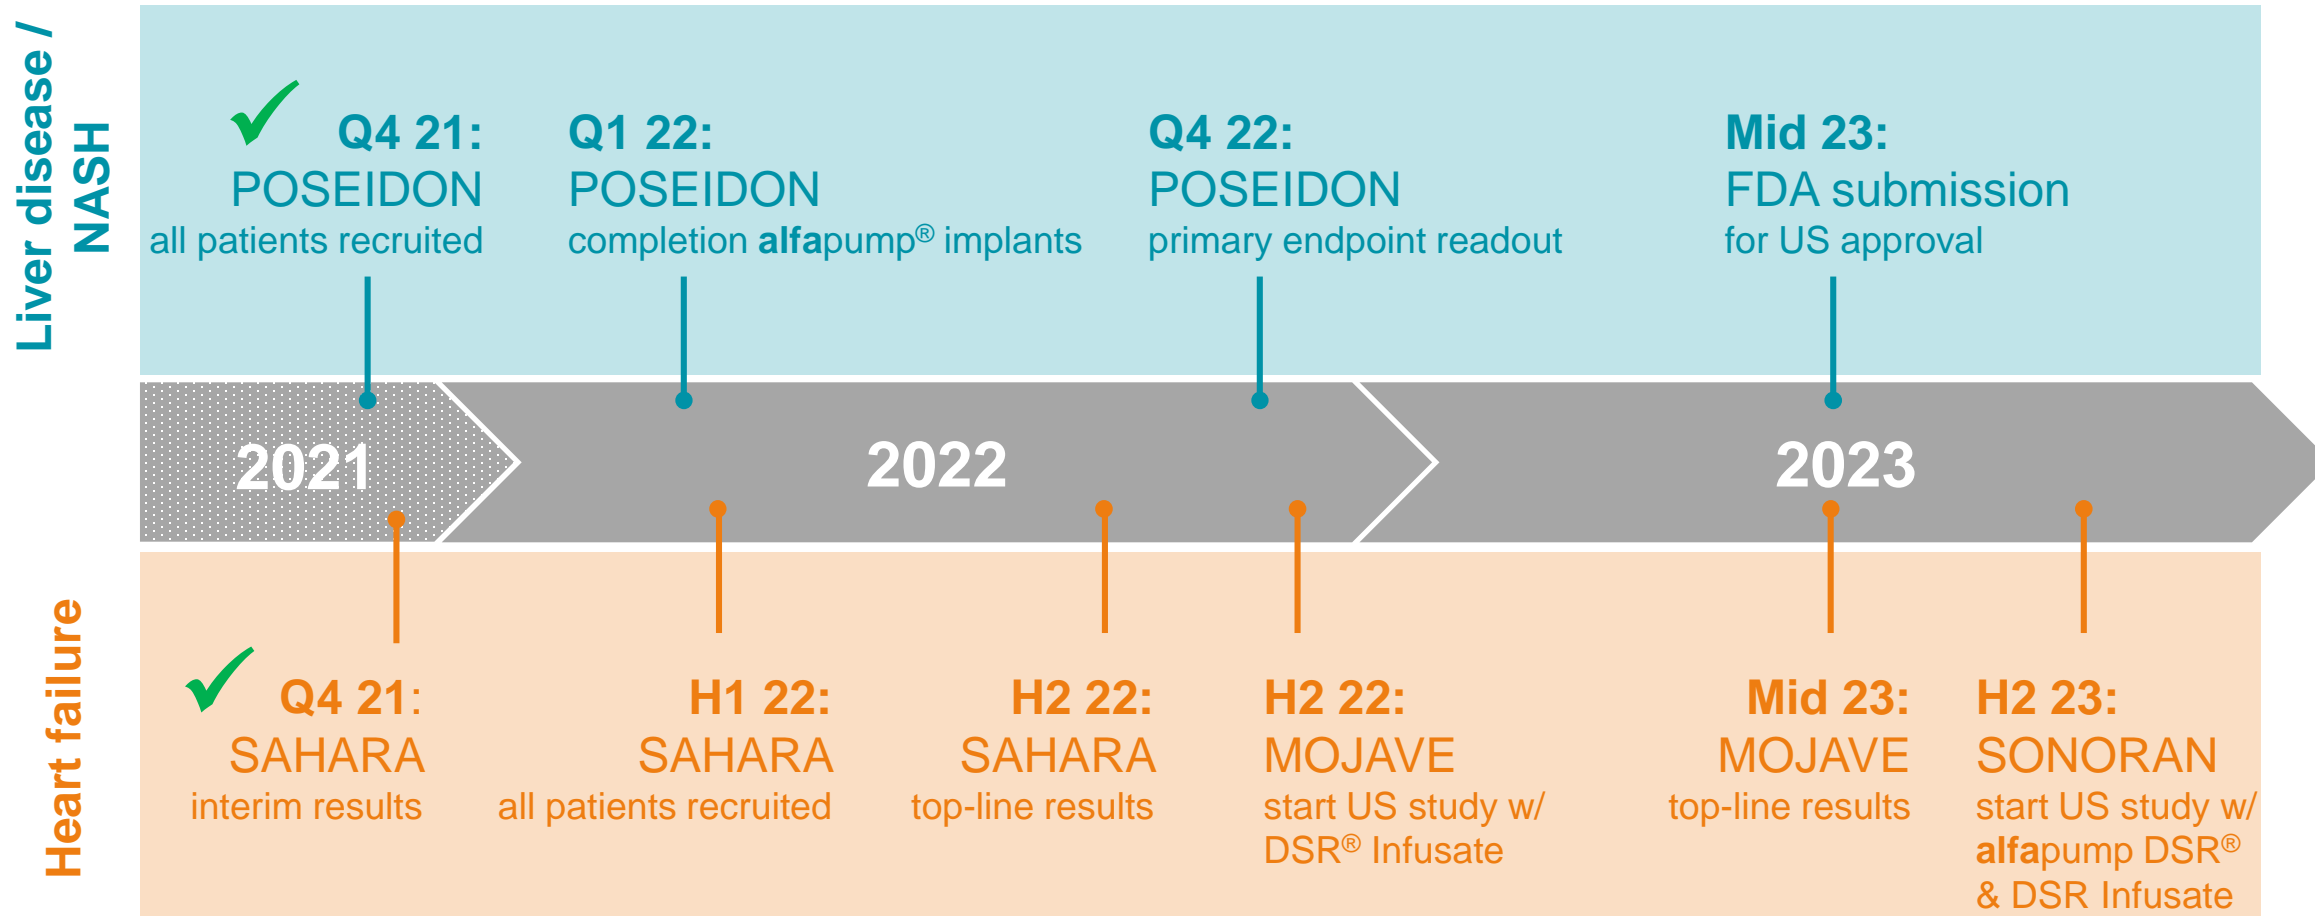 Liver disease /
NASH
Q4 21:
POSEIDON
all patients recruited
Q1 22:
POSEIDON
completion alfapump® implants
Q4 22:
POSEIDON
primary endpoint readout
Mid 23:
FDA submission
for US approval
2021
2022
2023
Heart failure
Q4 21:
SAHARA
interim results
H1 22:
SAHARA
all patients recruited
H2 22:
SAHARA
top-line results
H2 22:
MOJAVE
start US study w/
DSR® Infusate
Mid 23:
MOJAVE
top-line results
H2 23:
SONORAN
start US study w/
alfapump DSR®
& DSR Infusate